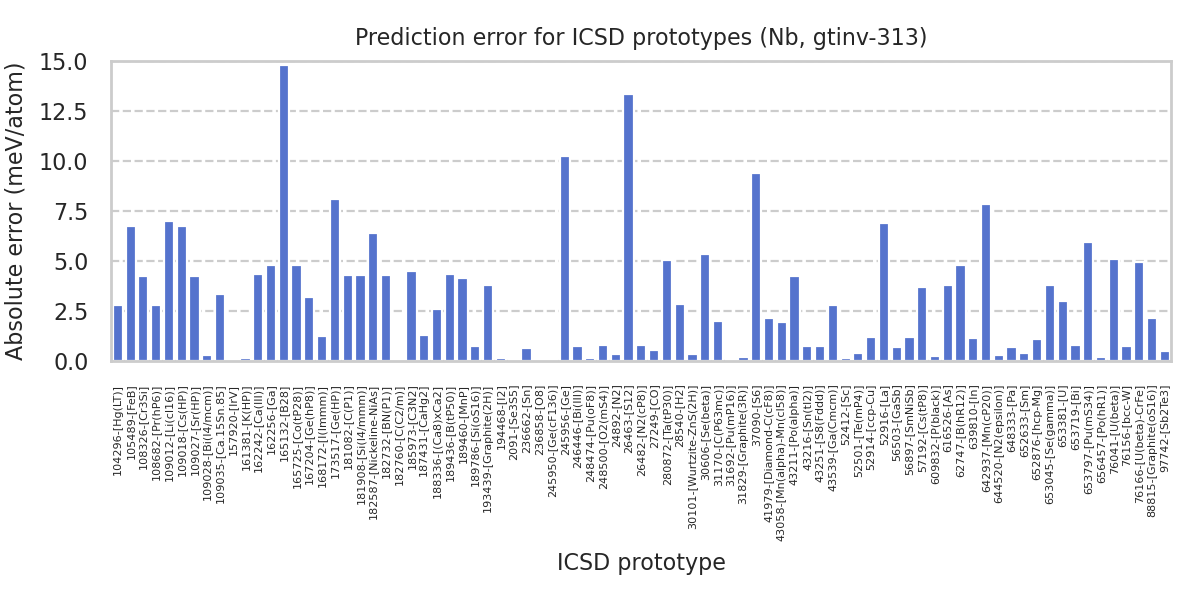 Prediction error for ICSD prototypes (Nb, gtinv-313)
Absolute error (meV/atom)
15.0
12.5
10.0
7.5
5.0
2.5
0.0
104296-[Hg(LT)]
105489-[FeB]
108326-[Cr3Si]
108682-[Pr(hP6)]
109012-[Li(cI16)]
109018-[Cs(HP)]
109027-[Sr(HP)]
109028-[Bi(I4/mcm)]
109035-[Ca.15Sn.85]
157920-[IrV]
161381-[K(HP)]
162242-[Ca(III)]
162256-[Ga]
165132-[B28]
165725-[Co(tP28)]
167204-[Ge(hP8)]
168172-[I(Immm)]
173517-[Ge(HP)]
181082-[C(P1)]
181908-[Si(I4/mmm)]
182587-[Nickeline-NiAs]
182732-[BN(P1)]
182760-[C(C2/m)]
185973-[C3N2]
187431-[CaHg2]
188336-[(Ca8)xCa2]
189436-[B(tP50)]
189460-[MnP]
189786-[Si(oS16)]
193439-[Graphite(2H)]
194468-[I2]
2091-[Se3S5]
236662-[Sn]
236858-[O8]
245950-[Ge(cF136)]
245956-[Ge]
246446-[Bi(III)]
248474-[Pu(oF8)]
248500-[O2(mS4)]
24892-[N2]
26463-[S12]
26482-[N2(cP8)]
27249-[CO]
280872-[Ta(tP30)]
28540-[H2]
30101-[Wurtzite-ZnS(2H)]
30606-[Se(beta)]
31170-[C(P63mc)]
31692-[Pu(mP16)]
31829-[Graphite(3R)]
37090-[S6]
41979-[Diamond-C(cF8)]
43058-[Mn(alpha)-Mn(cI58)]
43211-[Po(alpha)]
43216-[Sn(tI2)]
43251-[S8(Fddd)]
43539-[Ga(Cmcm)]
52412-[Sc]
52501-[Te(mP4)]
52914-[ccp-Cu]
52916-[La]
56503-[GaSb]
56897-[SmNiSb]
57192-[Cs(tP8)]
609832-[P(black)]
616526-[As]
62747-[B(hR12)]
639810-[In]
642937-[Mn(cP20)]
644520-[N2(epsilon)]
648333-[Pa]
652633-[Sm]
652876-[hcp-Mg]
653045-[Se(gamma)]
653381-[U]
653719-[Bi]
653797-[Pu(mS34)]
656457-[Po(hR1)]
76041-[U(beta)]
76156-[bcc-W]
76166-[U(beta)-CrFe]
88815-[Graphite(oS16)]
97742-[Sb2Te3]
ICSD prototype